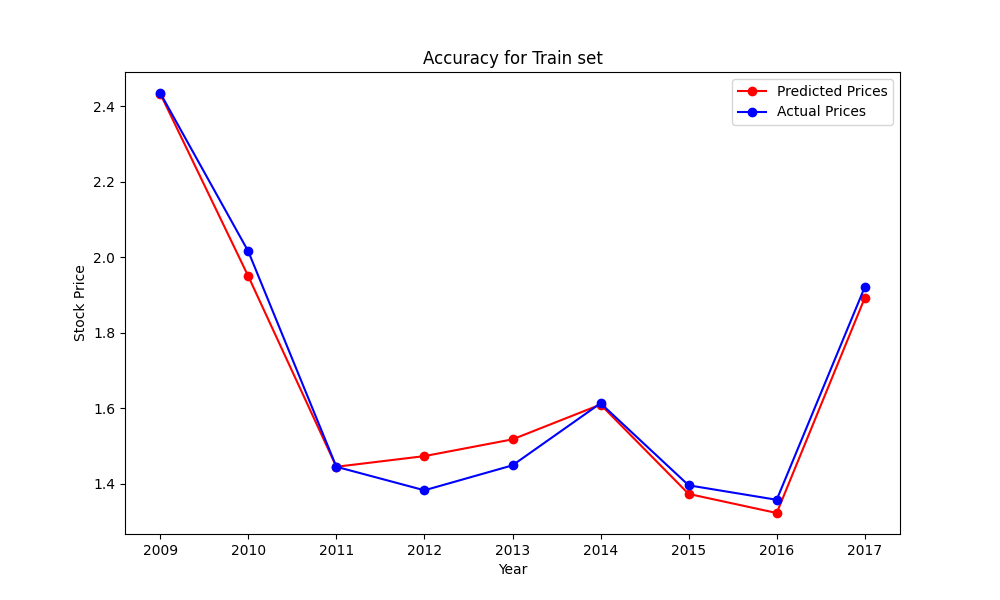 Accuracy for Train set
Predicted Prices
Actual Prices
2.4
2.2
2.0
1.8
1.6
1.4
Stock Price
2009 2010 2011 2012 2013 2014 2015 2016 2017
Year